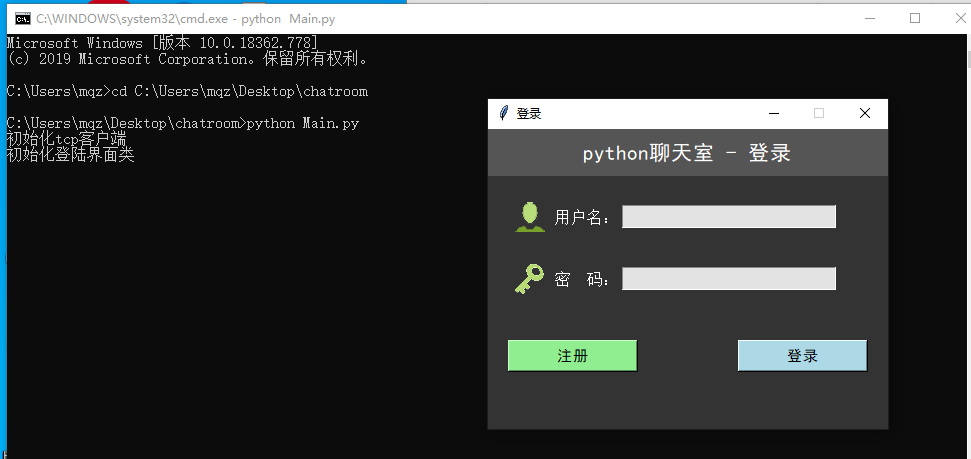 C:\WINDOWS\system32\cmd.exe - python  Main.py
Microsoft Windows [版本 10.0.18362.778]
(c) 2019 Microsoft Corporation。保留所有权利。
C:\Users\mqz>cd C:\Users\mqz\Desktop\chatroom
C:\Users\mqz\Desktop\chatroom>python Main.py
初始化tcp客户端
初始化登陆界面类
登录
python聊天室 - 登录
用户名:
密　码:
注册
登录